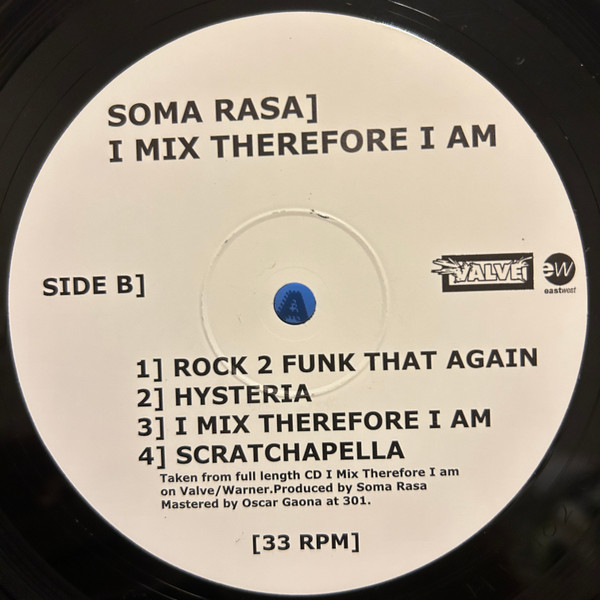 SOMA RASA]
I MIX THEREFORE I AM
SIDE B]
VALVE
ew
eastwest
1] ROCK 2 FUNK THAT AGAIN
2] HYSTERIA
3] I MIX THEREFORE I AM
4] SCRATCHAPELLA
Taken from full length CD I Mix Therefore I am
on Valve/Warner.Produced by Soma Rasa
Mastered by Oscar Gaona at 301.
[33 RPM]